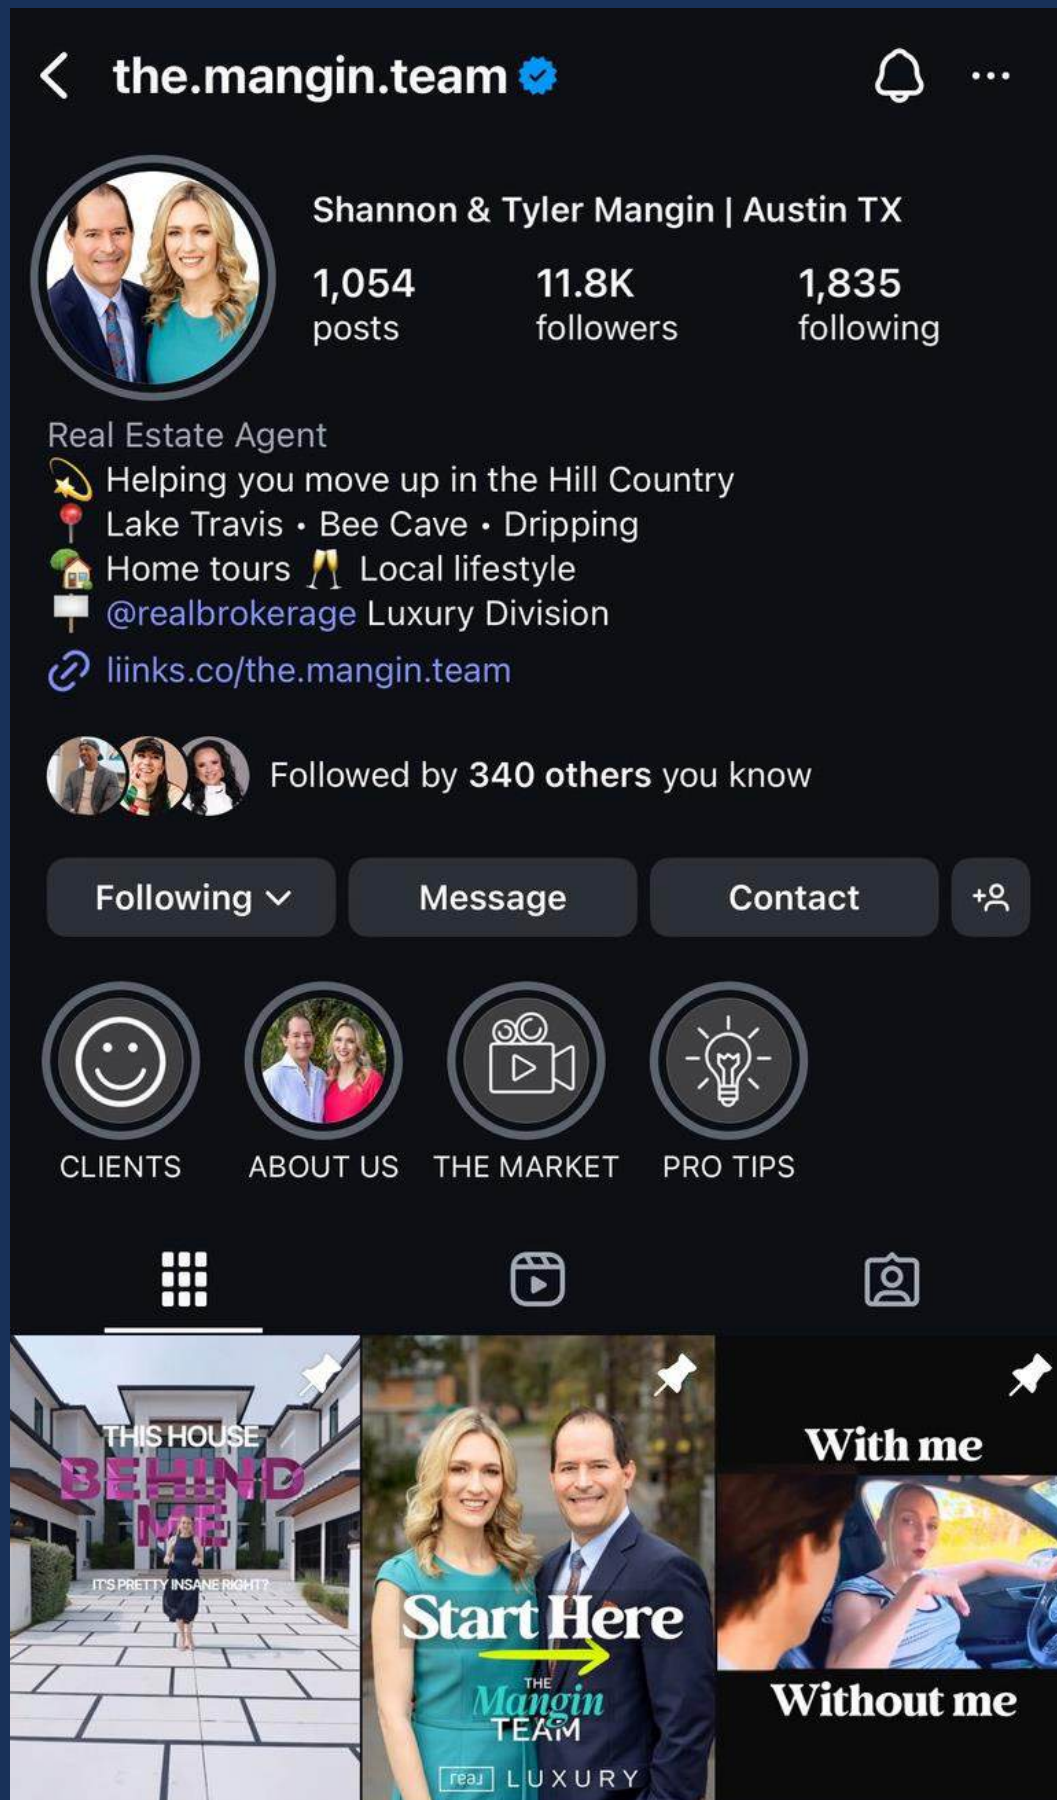 the.mangin.team
Shannon & Tyler Mangin | Austin TX
1,054 11.8K 1,835
posts followers following
Real Estate Agent
💫 Helping you move up in the Hill Country
📍 Lake Travis • Bee Cave • Dripping
🏡 Home tours 🥂 Local lifestyle
🪧 @realbrokerage Luxury Division
liinks.co/the.mangin.team
Followed by 340 others you know
Following Message Contact
CLIENTS ABOUT US THE MARKET PRO TIPS
THIS HOUSE
BEHIND
ME
IT'S PRETTY INSANE RIGHT?
Start Here
THE
Mangin
TEAM
real LUXURY
With me
Without me